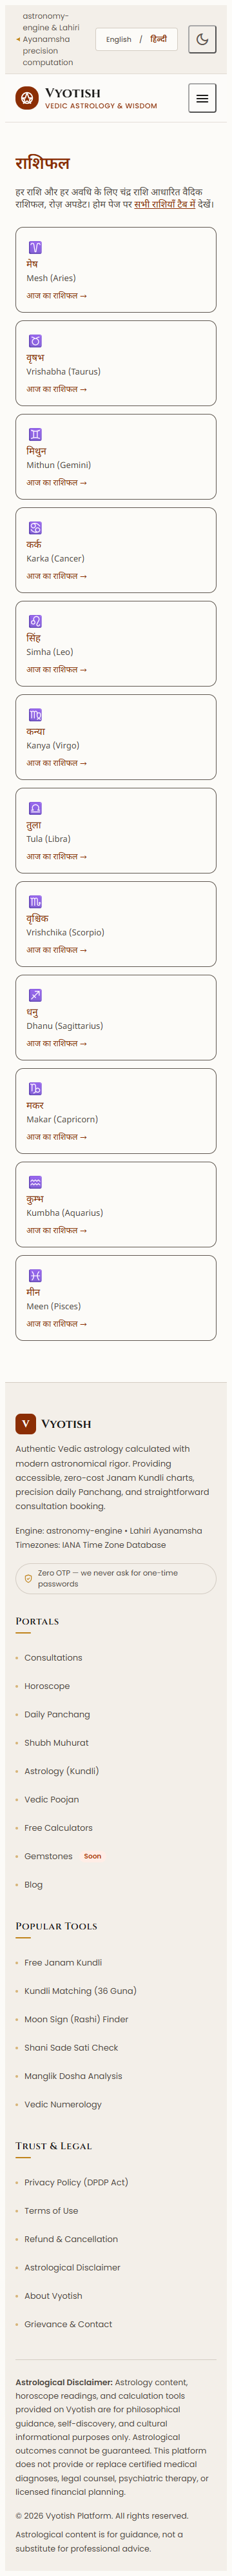 astronomy-
engine & Lahiri
Ayanamsha
precision
computation
English / हिन्दी
VYOTISH
VEDIC ASTROLOGY & WISDOM
राशिफल
हर राशि और हर अवधि के लिए चंद्र राशि आधारित वैदिक
राशिफल, रोज़ अपडेट। होम पेज पर सभी राशियाँ टैब में देखें।
♈
मेष
Mesh (Aries)
आज का राशिफल →
♉
वृषभ
Vrishabha (Taurus)
आज का राशिफल →
♊
मिथुन
Mithun (Gemini)
आज का राशिफल →
♋
कर्क
Karka (Cancer)
आज का राशिफल →
♌
सिंह
Simha (Leo)
आज का राशिफल →
♍
कन्या
Kanya (Virgo)
आज का राशिफल →
♎
तुला
Tula (Libra)
आज का राशिफल →
♏
वृश्चिक
Vrishchika (Scorpio)
आज का राशिफल →
♐
धनु
Dhanu (Sagittarius)
आज का राशिफल →
♑
मकर
Makar (Capricorn)
आज का राशिफल →
♒
कुम्भ
Kumbha (Aquarius)
आज का राशिफल →
♓
मीन
Meen (Pisces)
आज का राशिफल →
V VYOTISH
Authentic Vedic astrology calculated with
modern astronomical rigor. Providing
accessible, zero-cost Janam Kundli charts,
precision daily Panchang, and straightforward
consultation booking.
Engine: astronomy-engine • Lahiri Ayanamsha
Timezones: IANA Time Zone Database
Zero OTP — we never ask for one-time
passwords
PORTALS
Consultations
Horoscope
Daily Panchang
Shubh Muhurat
Astrology (Kundli)
Vedic Poojan
Free Calculators
Gemstones Soon
Blog
POPULAR TOOLS
Free Janam Kundli
Kundli Matching (36 Guna)
Moon Sign (Rashi) Finder
Shani Sade Sati Check
Manglik Dosha Analysis
Vedic Numerology
TRUST & LEGAL
Privacy Policy (DPDP Act)
Terms of Use
Refund & Cancellation
Astrological Disclaimer
About Vyotish
Grievance & Contact
Astrological Disclaimer: Astrology content,
horoscope readings, and calculation tools
provided on Vyotish are for philosophical
guidance, self-discovery, and cultural
informational purposes only. Astrological
outcomes cannot be guaranteed. This platform
does not provide or replace certified medical
diagnoses, legal counsel, psychiatric therapy, or
licensed financial planning.
© 2026 Vyotish Platform. All rights reserved.
Astrological content is for guidance, not a
substitute for professional advice.